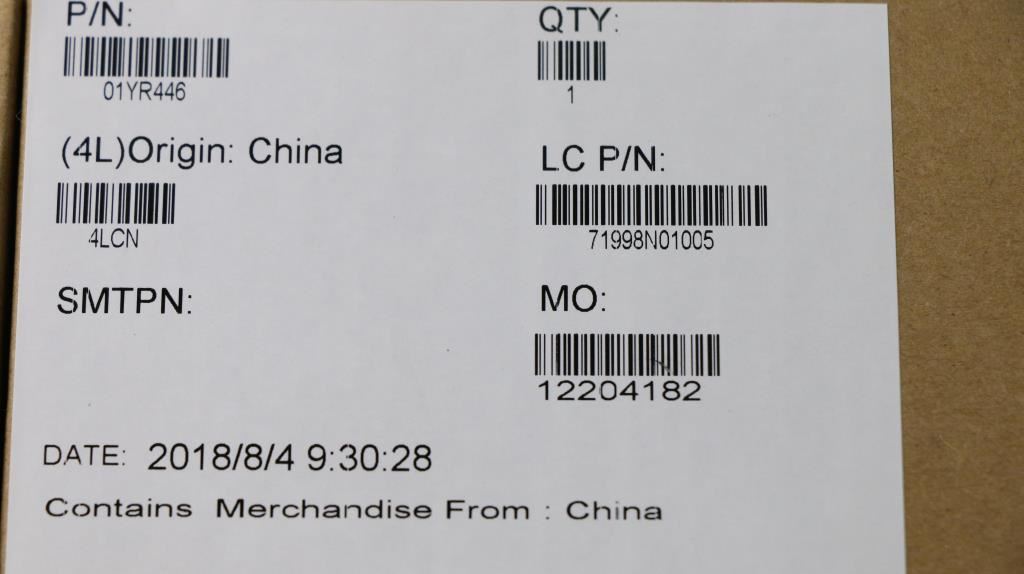 P/N:
01YR446
QTY:
1
(4L)Origin: China
4LCN
LC P/N:
71998N01005
SMTPN:
MO:
12204182
DATE: 2018/8/4 9:30:28
Contains Merchandise From : China